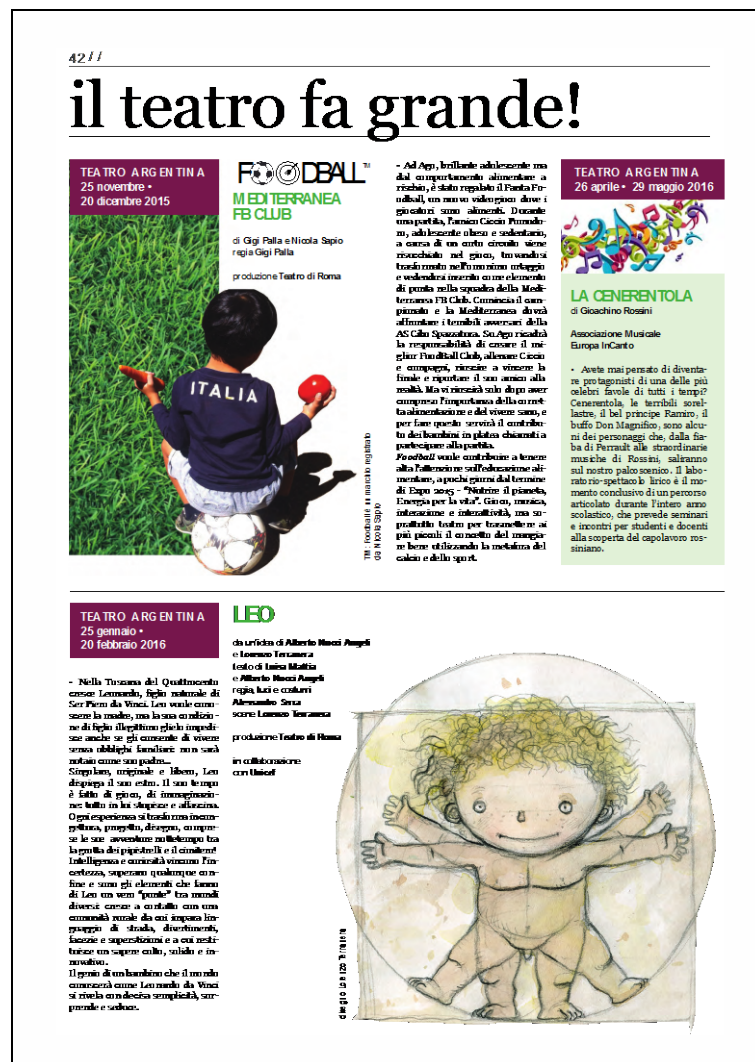 42//
il teatro fa grande!
TEATRO ARGENTINA
25 novembre •
20 dicembre 2015
FOODBALL™
MEDITERRANEA
FB CLUB
di Gigi Palla e Nicola Sapio
regia Gigi Palla
produzione Teatro di Roma
ITALIA
TM: Foodball è un marchio registrato
da Nicola Sapio
- Ad Ago, brillante adolescente ma
dal comportamento alimentare a
rischio, è stato regalato il Fanta Fo-
odball, un nuovo videogioco dove i
giocatori sono alimenti. Durante
una partita, l'amico Ciccio Pomodo-
ro, adolescente obeso e sedentario,
a causa di un corto circuito viene
risucchiato nel gioco, trovandosi
trasformato nell'omonimo ortaggio
e vedendosi inserito come elemento
di punta nella squadra della Medi-
terranea FB Club. Comincia il cam-
pionato e la Mediterranea dovrà
affrontare i terribili avversari della
AS Cibo Spazzatura. Su Ago ricadrà
la responsabilità di creare il mi-
glior FoodBall Club, allenare Ciccio
e compagni, riuscire a vincere la
finale e riportare il suo amico alla
realtà. Ma vi riuscirà solo dopo aver
compreso l'importanza della corret-
ta alimentazione e del vivere sano, e
per fare questo servirà il contribu-
to dei bambini in platea chiamati a
partecipare alla partita.
Foodball vuole contribuire a tenere
alta l'attenzione sull'educazione ali-
mentare, a pochi giorni dal termine
di Expo 2015 - "Nutrire il pianeta,
Energia per la vita". Gioco, musica,
interazione e interattività, ma so-
prattutto teatro per trasmettere ai
più piccoli il concetto del mangia-
re bene utilizzando la metafora del
calcio e dello sport.
TEATRO ARGENTINA
26 aprile • 29 maggio 2016
LA CENERENTOLA
di Gioachino Rossini
Associazione Musicale
Europa InCanto
• Avete mai pensato di diventa-
re protagonisti di una delle più
celebri favole di tutti i tempi?
Cenerentola, le terribili sorel-
lastre, il bel principe Ramiro, il
buffo Don Magnifico, sono alcu-
ni dei personaggi che, dalla fia-
ba di Perrault alle straordinarie
musiche di Rossini, saliranno
sul nostro palcoscenico. Il labo-
ratorio-spettacolo lirico è il mo-
mento conclusivo di un percorso
articolato durante l'intero anno
scolastico, che prevede seminari
e incontri per studenti e docenti
alla scoperta del capolavoro ros-
siniano.
TEATRO ARGENTINA
25 gennaio •
20 febbraio 2016
- Nella Toscana del Quattrocento
cresce Leonardo, figlio naturale di
Ser Piero da Vinci. Leo vuole cono-
scere la madre, ma la sua condizio-
ne di figlio illegittimo glielo impedi-
sce anche se gli consente di vivere
senza obblighi familiari: non sarà
notaio come suo padre...
Singolare, originale e libero, Leo
dispiega il suo estro. Il suo tempo
è fatto di gioco, di immaginazio-
ne: tutto in lui stupisce e affascina.
Ogni esperienza si trasforma in con-
gettura, progetto, disegno, compre-
se le sue avventure nottetempo tra
la grotta dei pipistrelli e il cimitero!
Intelligenza e curiosità vincono l'in-
certezza, superano qualunque con-
fine e sono gli elementi che fanno
di Leo un vero "ponte" tra mondi
diversi: cresce a contatto con una
comunità rurale da cui impara lin-
guaggio di strada, divertimenti,
facezie e superstizioni e a cui resti-
tuisce un sapere colto, solido e in-
novativo.
Il genio di un bambino che il mondo
conoscerà come Leonardo da Vinci
si rivela con decisa semplicità, sor-
prende e seduce.
LEO
da un'idea di Alberto Nucci Angeli
e Lorenzo Terranera
testo di Luisa Mattia
e Alberto Nucci Angeli
regia, luci e costumi
Alessandro Serra
scene Lorenzo Terranera
produzione Teatro di Roma
in collaborazione
con Unicef
disegno Lorenzo Terranera